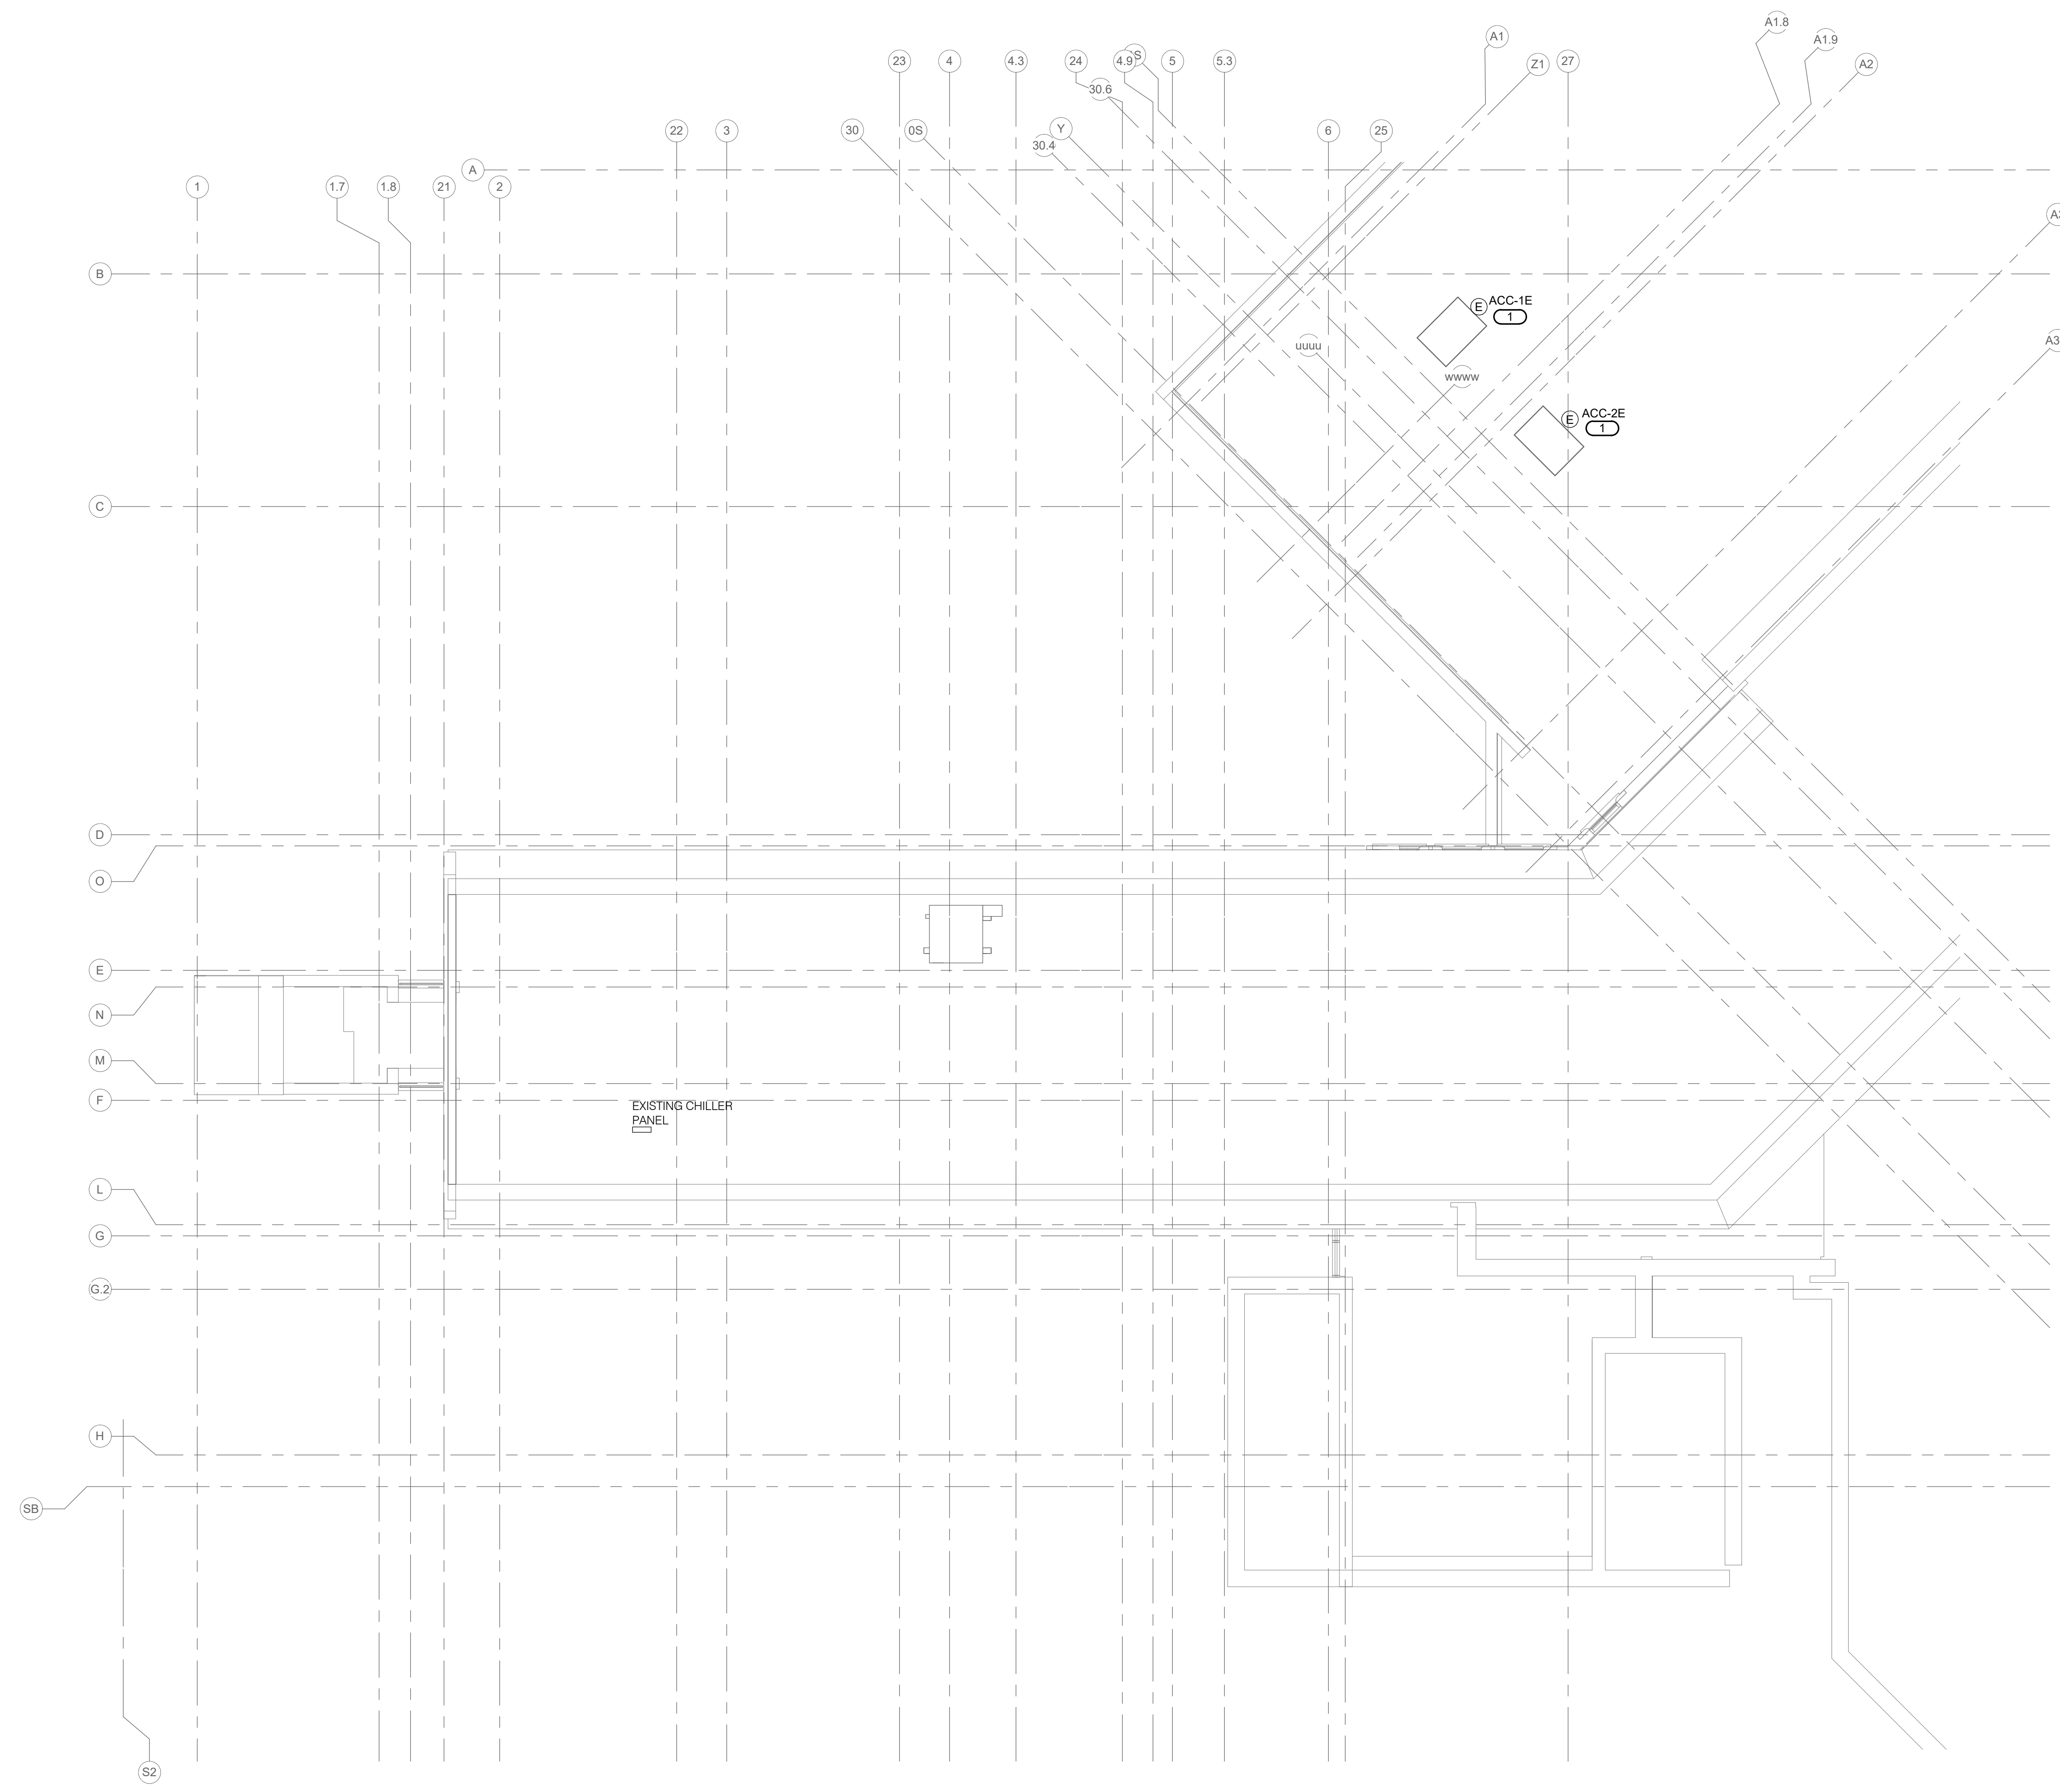 A1.8
A1
A1.9
23
4
4.3
24
4.9
S
5
5.3
Z1
27
A2
30.6
22
3
30
0S
Y
30.4
6
25
A
1
1.7
1.8
21
2
B
E ACC-1E
1
uuuu
wwww
E ACC-2E
1
C
D
O
E
N
M
F
EXISTING CHILLER
PANEL
L
G
G.2
H
SB
S2